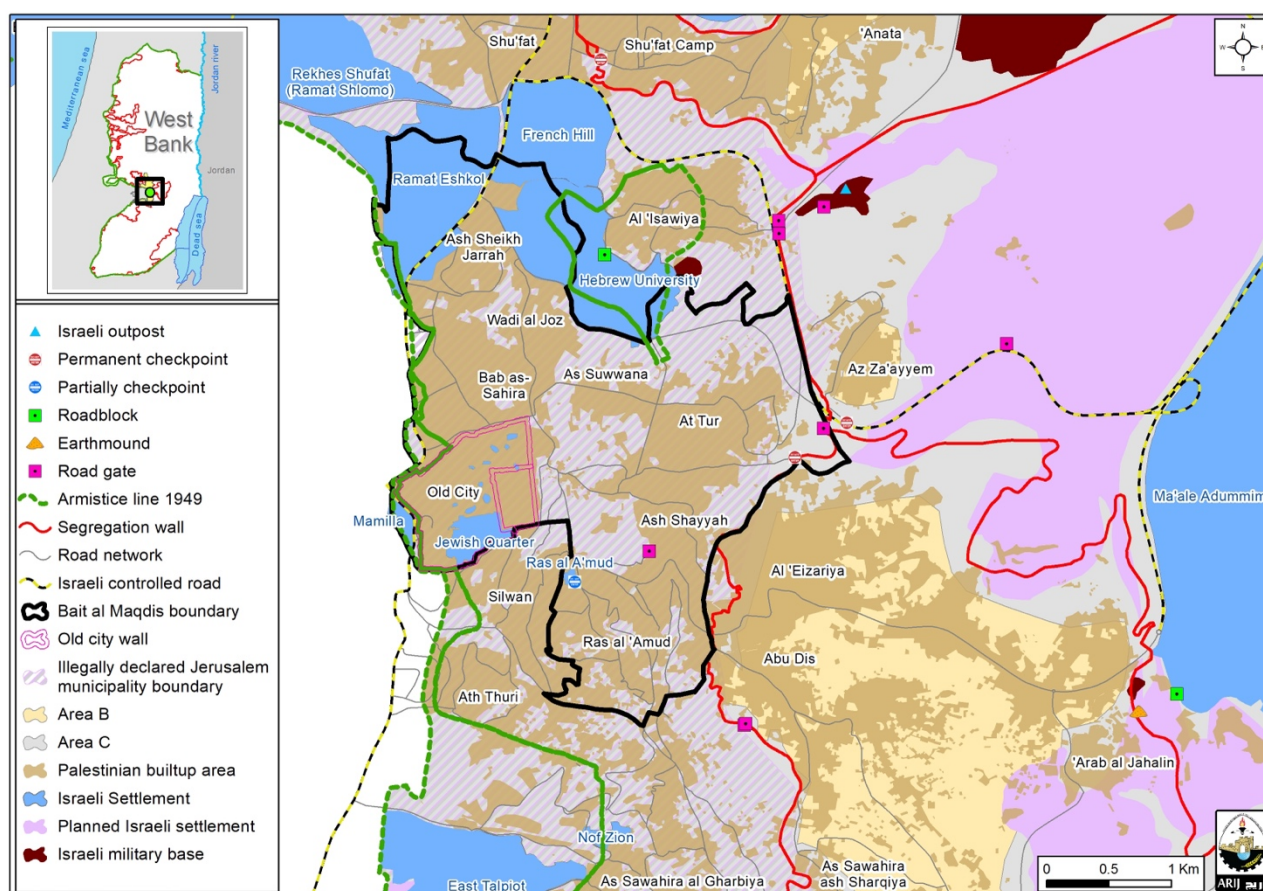 Mediterranean sea
Jordan river
West
Bank
Jordan
Dead sea
Israeli outpost
Permanent checkpoint
Partially checkpoint
Roadblock
Earthmound
Road gate
Armistice line 1949
Segregation wall
Road network
Israeli controlled road
Bait al Maqdis boundary
Old city wall
Illegally declared Jerusalem
municipality boundary
Area B
Area C
Palestinian builtup area
Israeli Settlement
Planned Israeli settlement
Israeli military base
Shu'fat
Shu'fat Camp
'Anata
N
W
E
S
Rekhes Shufat
(Ramat Shlomo)
French Hill
Ramat Eshkol
Al 'Isawiya
Ash Sheikh
Jarrah
Hebrew University
Wadi al Joz
As Suwwana
Az Za'ayyem
Bab as-
Sahira
At Tur
Old City
Ma'ale Adummim
Mamilla
Ash Shayyah
Jewish Quarter
Ras al A'mud
Al 'Eizariya
Silwan
Ras al 'Amud
Abu Dis
Ath Thuri
'Arab al Jahalin
Nof Zion
East Talpiot
As Sawahira al Gharbiya
As Sawahira
ash Sharqiya
0 0.5 1 Km
ARIJ